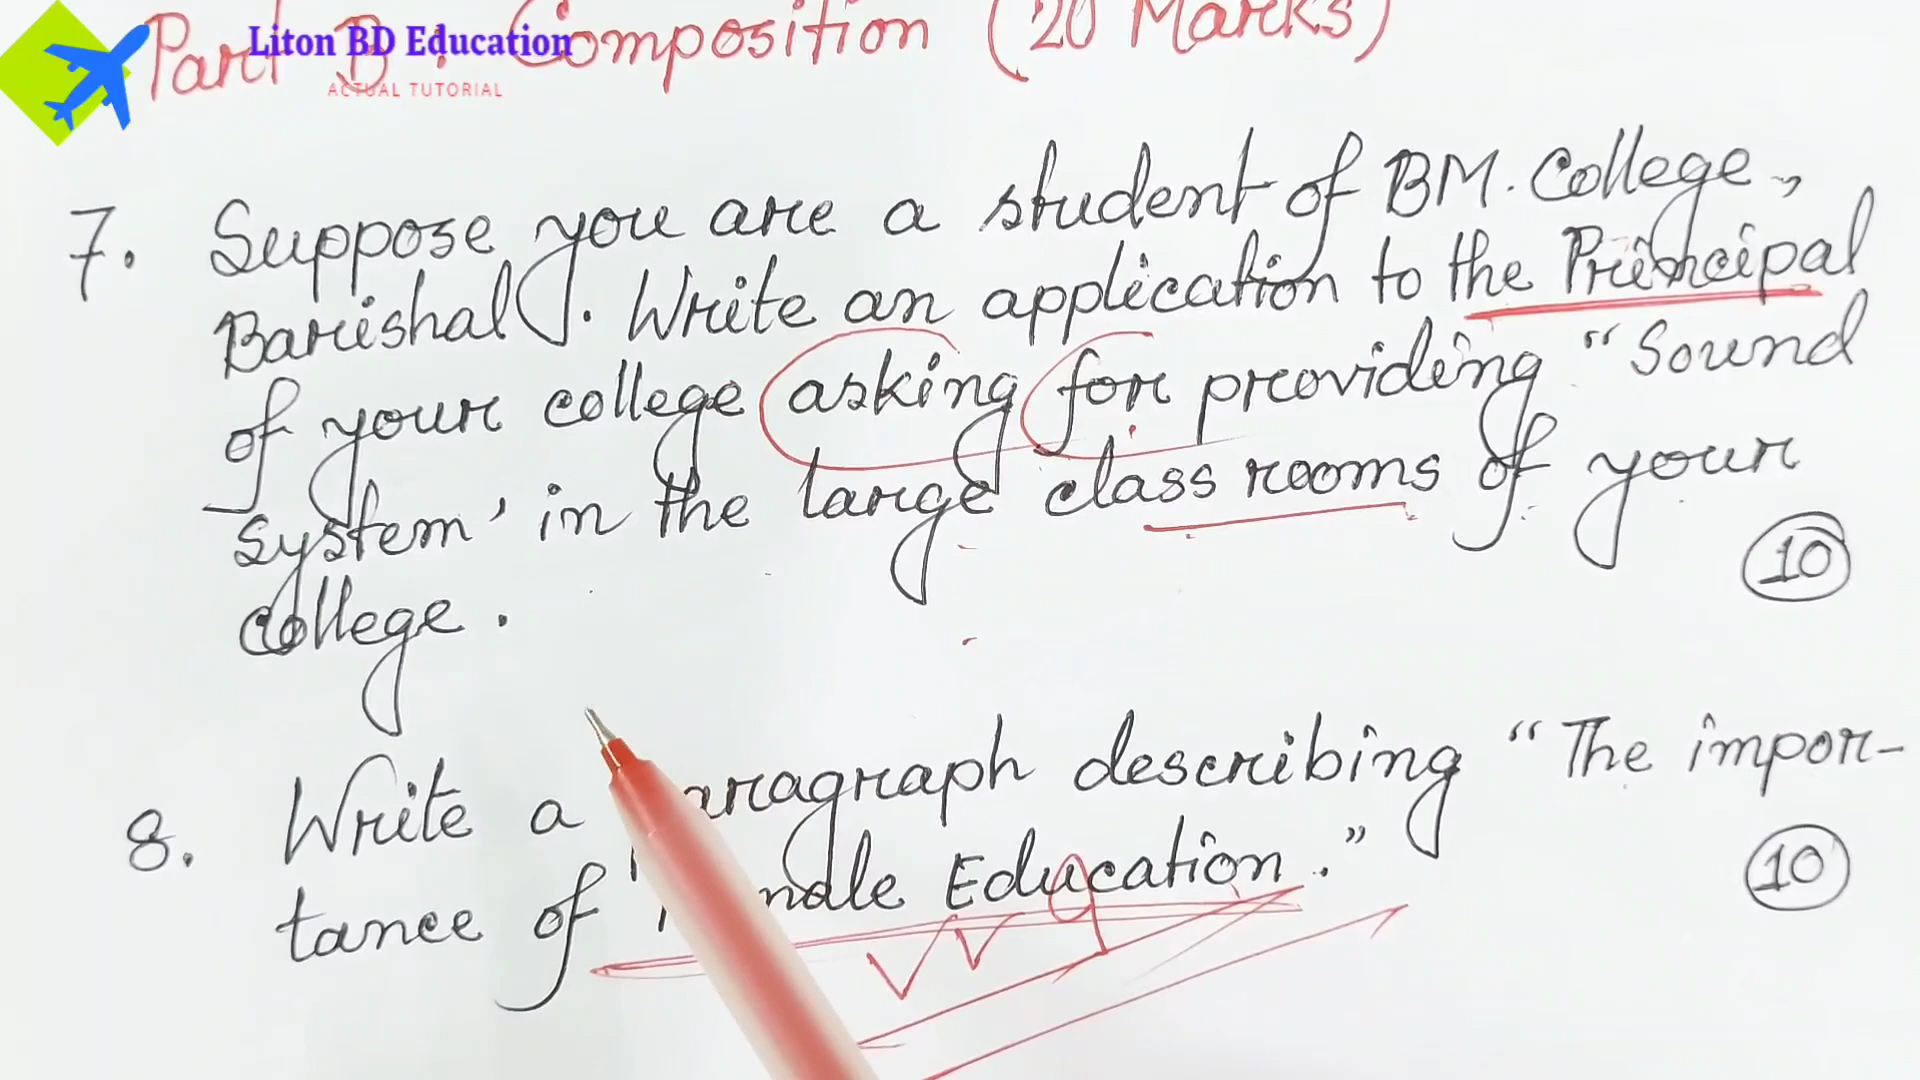 Part B : Composition (20 Marks)
Liton BD Education
ACTUAL TUTORIAL
7. Suppose you are a student of BM. College,
Barishal. Write an application to the Principal
of your college asking for providing "Sound
System' in the large class rooms of your
college. 10
8. Write a describing "The impor-
tance of Education." 10